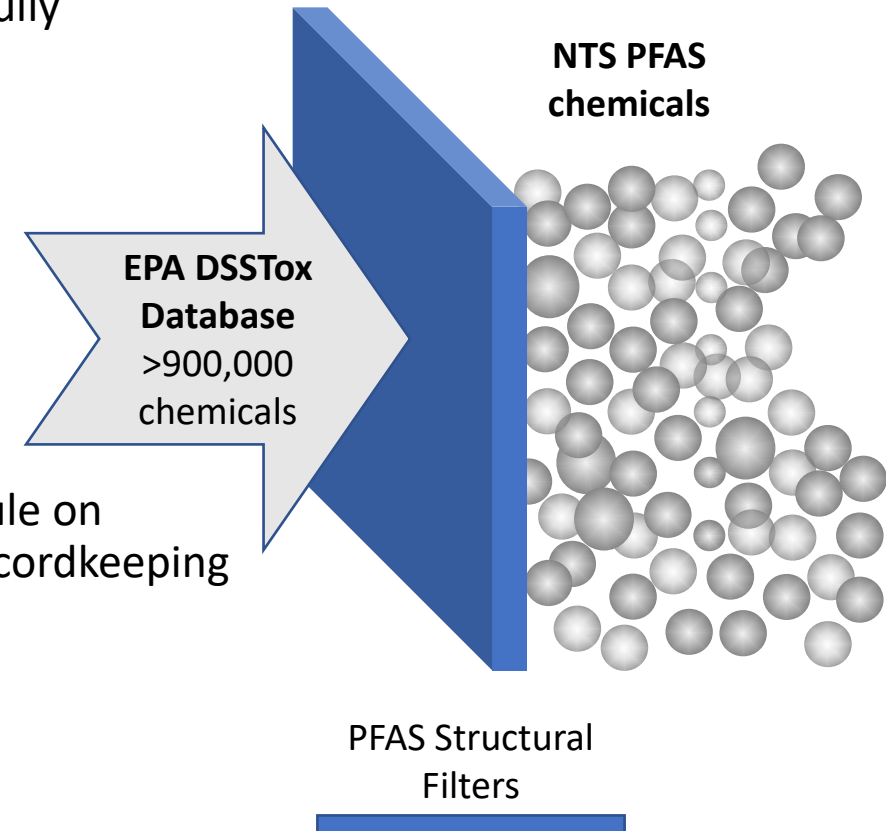 NTS PFAS
chemicals
EPA DSSTox
Database
>900,000
chemicals
PFAS Structural
Filters